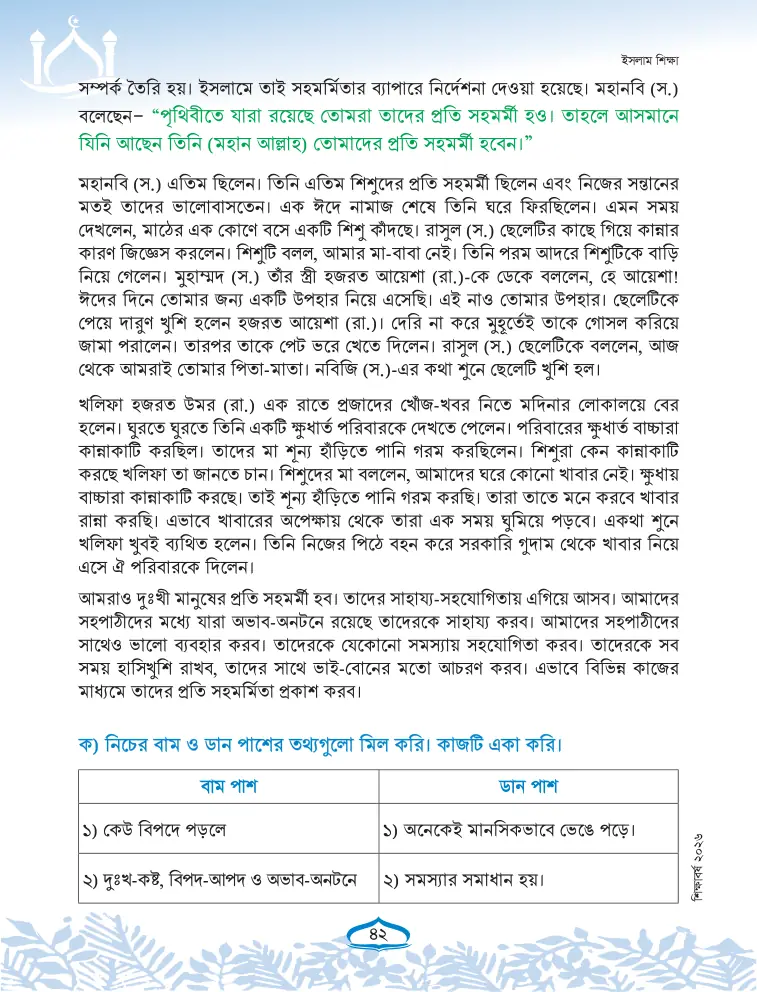 ইসলাম শিক্ষা
সম্পর্ক তৈরি হয়। ইসলামে তাই সহমর্মিতার ব্যাপারে নির্দেশনা দেওয়া হয়েছে। মহানবি (স.)
বলেছেন– “পৃথিবীতে যারা রয়েছে তোমরা তাদের প্রতি সহমর্মী হও। তাহলে আসমানে
যিনি আছেন তিনি (মহান আল্লাহ) তোমাদের প্রতি সহমর্মী হবেন।”
মহানবি (স.) এতিম ছিলেন। তিনি এতিম শিশুদের প্রতি সহমর্মী ছিলেন এবং নিজের সন্তানের
মতই তাদের ভালোবাসতেন। এক ঈদে নামাজ শেষে তিনি ঘরে ফিরছিলেন। এমন সময়
দেখলেন, মাঠের এক কোণে বসে একটি শিশু কাঁদছে। রাসুল (স.) ছেলেটির কাছে গিয়ে কান্নার
কারণ জিজ্ঞেস করলেন। শিশুটি বলল, আমার মা-বাবা নেই। তিনি পরম আদরে শিশুটিকে বাড়ি
নিয়ে গেলেন। মুহাম্মদ (স.) তাঁর স্ত্রী হজরত আয়েশা (রা.)-কে ডেকে বললেন, হে আয়েশা!
ঈদের দিনে তোমার জন্য একটি উপহার নিয়ে এসেছি। এই নাও তোমার উপহার। ছেলেটিকে
পেয়ে দারুণ খুশি হলেন হজরত আয়েশা (রা.)। দেরি না করে মুহূর্তেই তাকে গোসল করিয়ে
জামা পরালেন। তারপর তাকে পেট ভরে খেতে দিলেন। রাসুল (স.) ছেলেটিকে বললেন, আজ
থেকে আমরাই তোমার পিতা-মাতা। নবিজি (স.)-এর কথা শুনে ছেলেটি খুশি হল।
খলিফা হজরত উমর (রা.) এক রাতে প্রজাদের খোঁজ-খবর নিতে মদিনার লোকালয়ে বের
হলেন। ঘুরতে ঘুরতে তিনি একটি ক্ষুধার্ত পরিবারকে দেখতে পেলেন। পরিবারের ক্ষুধার্ত বাচ্চারা
কান্নাকাটি করছিল। তাদের মা শূন্য হাঁড়িতে পানি গরম করছিলেন। শিশুরা কেন কান্নাকাটি
করছে খলিফা তা জানতে চান। শিশুদের মা বললেন, আমাদের ঘরে কোনো খাবার নেই। ক্ষুধায়
বাচ্চারা কান্নাকাটি করছে। তাই শূন্য হাঁড়িতে পানি গরম করছি। তারা তাতে মনে করবে খাবার
রান্না করছি। এভাবে খাবারের অপেক্ষায় থেকে তারা এক সময় ঘুমিয়ে পড়বে। একথা শুনে
খলিফা খুবই ব্যথিত হলেন। তিনি নিজের পিঠে বহন করে সরকারি গুদাম থেকে খাবার নিয়ে
এসে ঐ পরিবারকে দিলেন।
আমরাও দুঃখী মানুষের প্রতি সহমর্মী হব। তাদের সাহায্য-সহযোগিতায় এগিয়ে আসব। আমাদের
সহপাঠীদের মধ্যে যারা অভাব-অনটনে রয়েছে তাদেরকে সাহায্য করব। আমাদের সহপাঠীদের
সাথেও ভালো ব্যবহার করব। তাদেরকে যেকোনো সমস্যায় সহযোগিতা করব। তাদেরকে সব
সময় হাসিখুশি রাখব, তাদের সাথে ভাই-বোনের মতো আচরণ করব। এভাবে বিভিন্ন কাজের
মাধ্যমে তাদের প্রতি সহমর্মিতা প্রকাশ করব।
ক) নিচের বাম ও ডান পাশের তথ্যগুলো মিল করি। কাজটি একা করি।
বাম পাশ
ডান পাশ
১) কেউ বিপদে পড়লে
১) অনেকেই মানসিকভাবে ভেঙে পড়ে।
২) দুঃখ-কষ্ট, বিপদ-আপদ ও অভাব-অনটনে
২) সমস্যার সমাধান হয়।
শিক্ষাবর্ষ ২০২৬
৪২